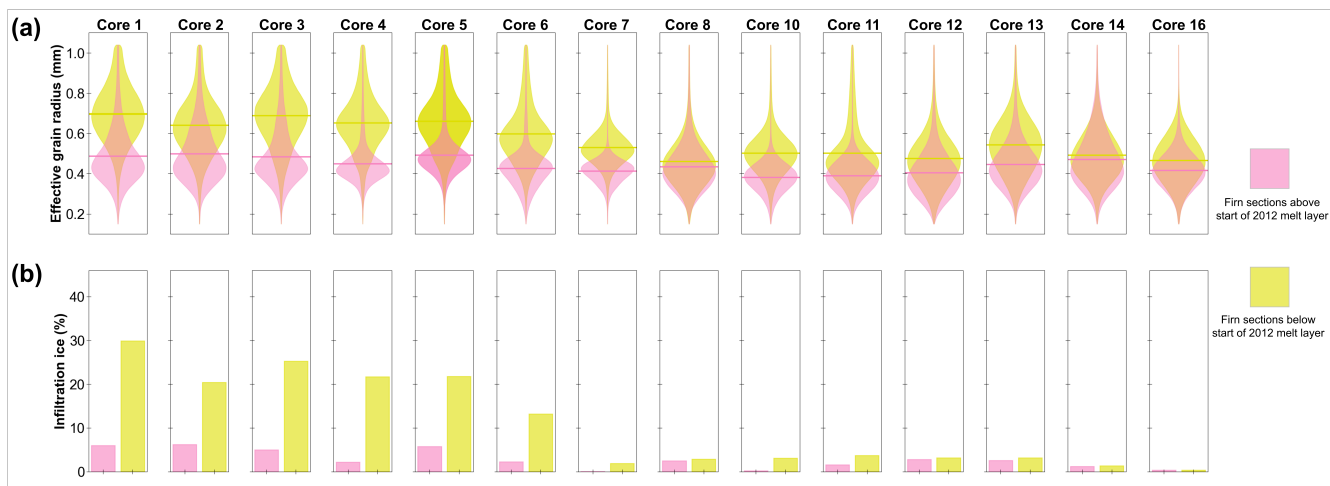 (a)
Core 1 Core 2 Core 3 Core 4 Core 5 Core 6 Core 7 Core 8 Core 10 Core 11 Core 12 Core 13 Core 14 Core 16
Effective grain radius (mm)
1.0
0.8
0.6
0.4
0.2
Firn sections above
start of 2012 melt layer
(b)
Infiltration ice (%)
40
30
20
10
0
Firn sections below
start of 2012 melt layer